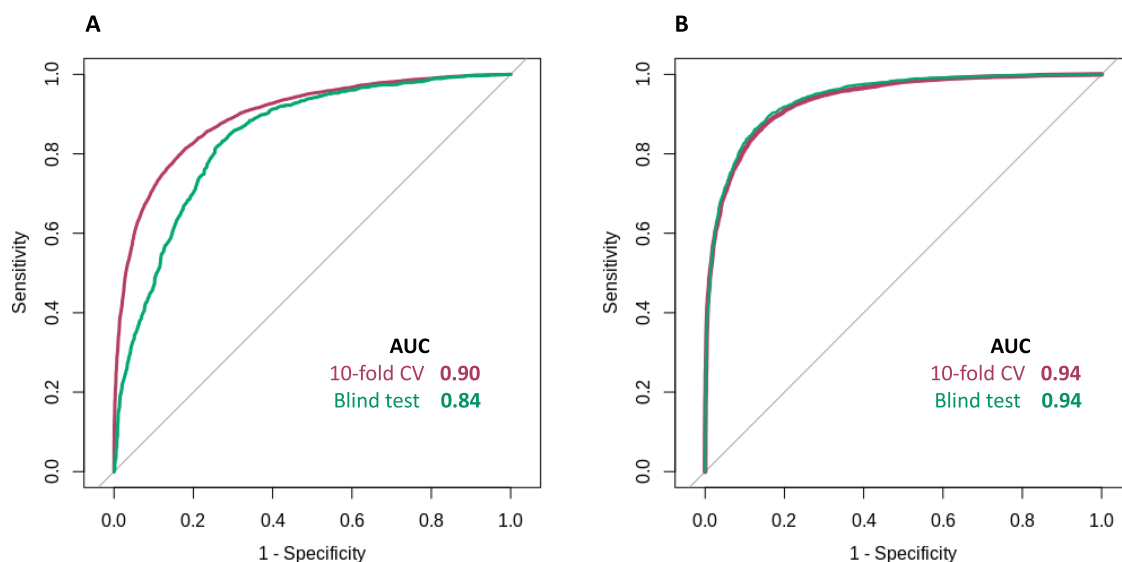 A
1.0
0.8
0.6
0.4
0.2
0.0
Sensitivity
AUC
10-fold CV 0.90
Blind test 0.84
0.0 0.2 0.4 0.6 0.8 1.0
1 - Specificity
B
1.0
0.8
0.6
0.4
0.2
0.0
Sensitivity
AUC
10-fold CV 0.94
Blind test 0.94
0.0 0.2 0.4 0.6 0.8 1.0
1 - Specificity